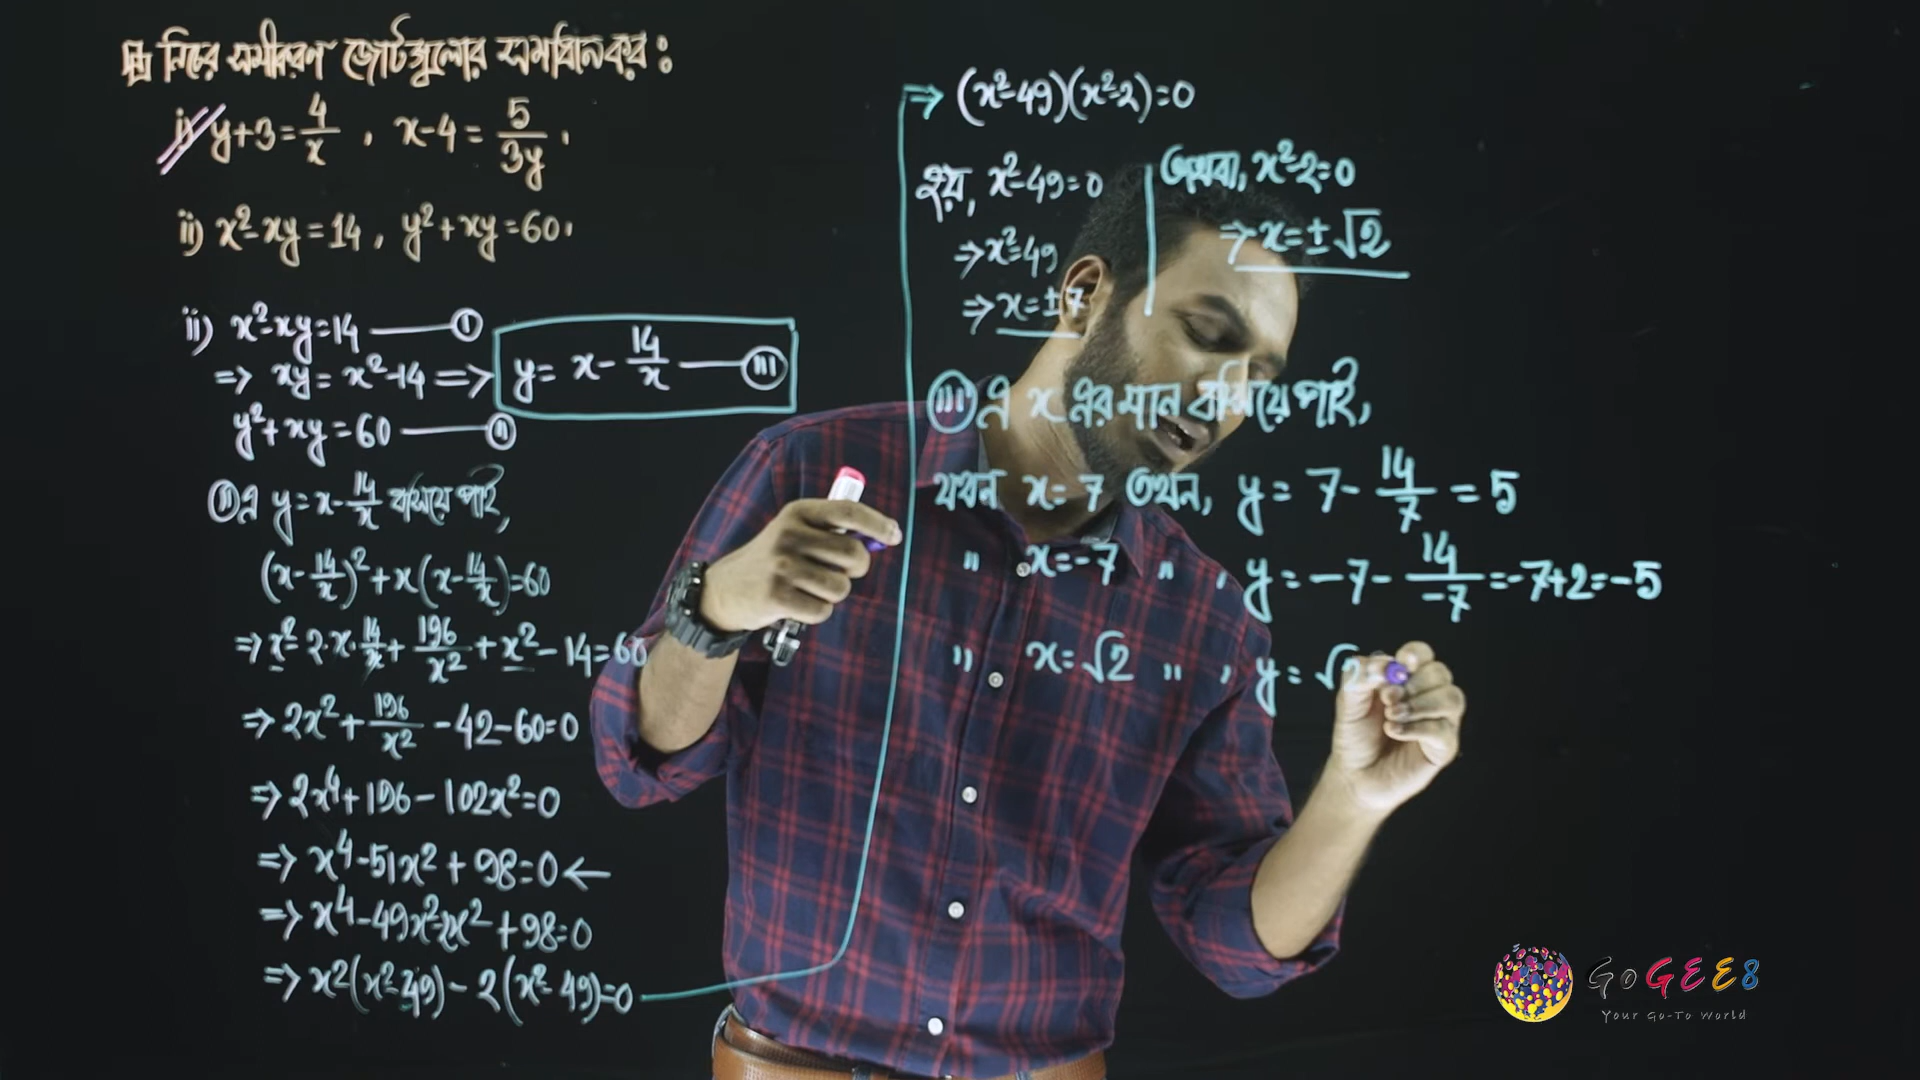 নিচের সমীকরণ জোটগুলোর সমাধান কর :
i) y+3 = 4/x , x-4 = 5/3y ,
ii) x²-xy = 14 , y²+xy = 60 ,
ii) x²-xy = 14 —— (i)
=> xy = x²-14 => y = x - 14/x —— (iii)
y²+xy = 60 —— (ii)
(ii) এ y = x - 14/x বসিয়ে পাই,
(x - 14/x)² + x(x - 14/x) = 60
=> x² - 2·x·14/x + 196/x² + x² - 14 = 60
=> 2x² + 196/x² - 42 - 60 = 0
=> 2x⁴ + 196 - 102x² = 0
=> x⁴ - 51x² + 98 = 0 ←
=> x⁴ - 49x² - 2x² + 98 = 0
=> x²(x² - 49) - 2(x² - 49) = 0
=> (x² - 49)(x² - 2) = 0
হয়, x² - 49 = 0
=> x² = 49
=> x = ±7
অথবা, x² - 2 = 0
=> x = ±√2
(iii) এ x এর মান বসিয়ে পাই,
যখন x = 7 তখন, y = 7 - 14/7 = 5
" x = -7 " , y = -7 - 14/-7 = -7+2 = -5
" x = √2 " , y = √2
GoGEE8
Your Go-To World